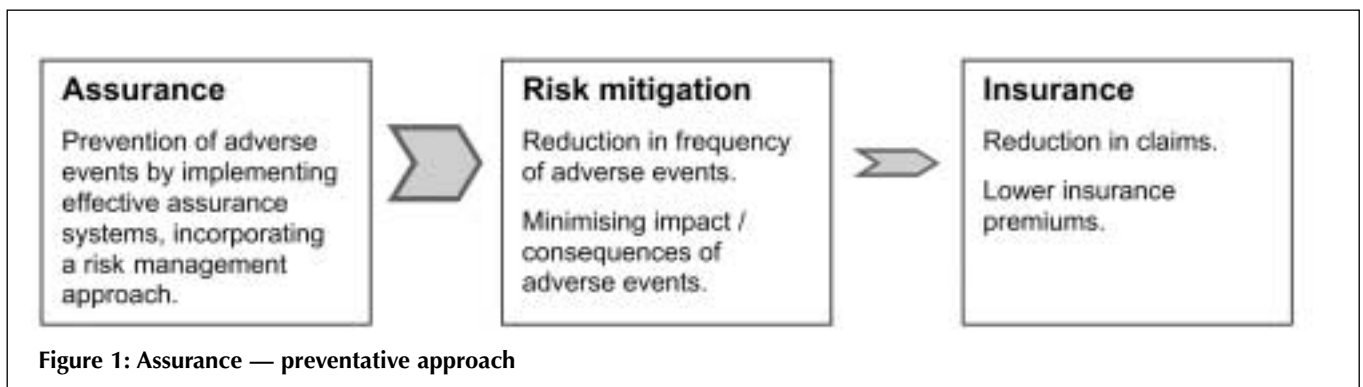 Assurance
Prevention of adverse
events by implementing
effective assurance
systems, incorporating
a risk management
approach.
Risk mitigation
Reduction in frequency
of adverse events.
Minimising impact /
consequences of
adverse events.
Insurance
Reduction in claims.
Lower insurance
premiums.
Figure 1: Assurance — preventative approach